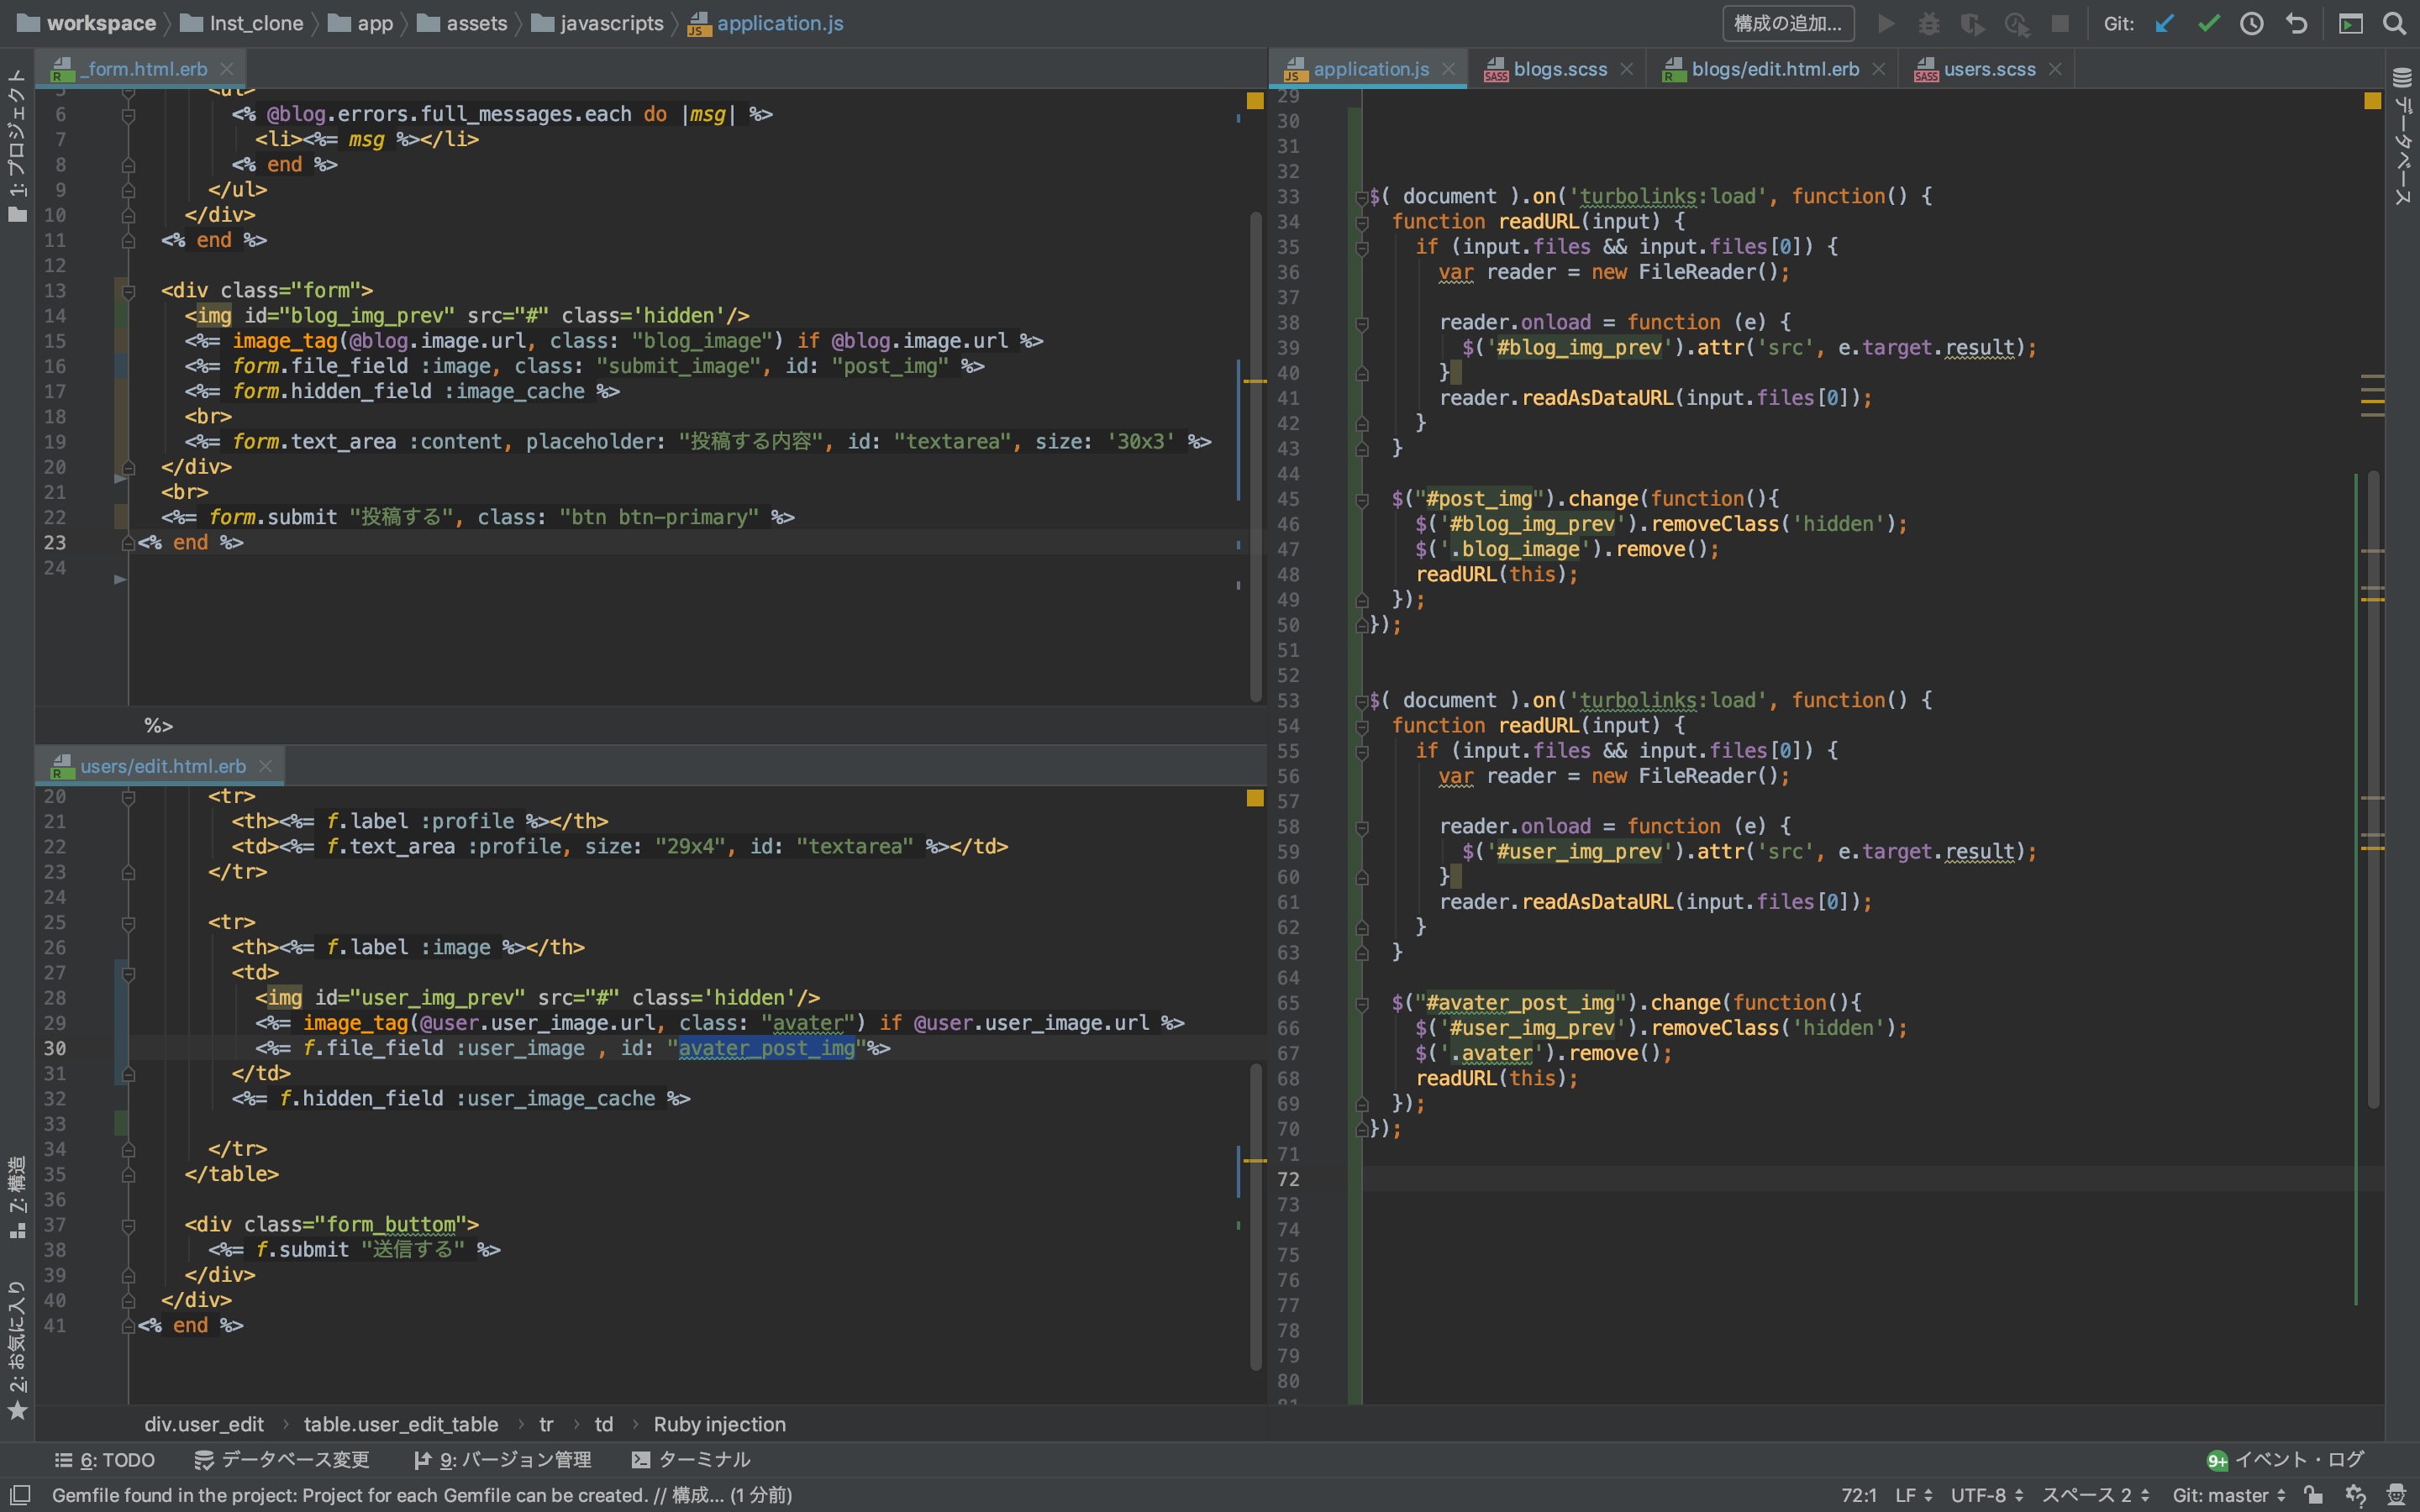 workspace Inst_clone app assets javascripts application.js 構成の追加... Git:
1: プロジェクト
7: 構造
2: お気に入り
_form.html.erb
5 <ul>
6 <% @blog.errors.full_messages.each do |msg| %>
7 <li><%= msg %></li>
8 <% end %>
9 </ul>
10 </div>
11 <% end %>
12
13 <div class="form">
14 <img id="blog_img_prev" src="#" class='hidden'/>
15 <%= image_tag(@blog.image.url, class: "blog_image") if @blog.image.url %>
16 <%= form.file_field :image, class: "submit_image", id: "post_img" %>
17 <%= form.hidden_field :image_cache %>
18 <br>
19 <%= form.text_area :content, placeholder: "投稿する内容", id: "textarea", size: '30x3' %>
20 </div>
21 <br>
22 <%= form.submit "投稿する", class: "btn btn-primary" %>
23 <% end %>
24
%>
users/edit.html.erb
20 <tr>
21 <th><%= f.label :profile %></th>
22 <td><%= f.text_area :profile, size: "29x4", id: "textarea" %></td>
23 </tr>
24
25 <tr>
26 <th><%= f.label :image %></th>
27 <td>
28 <img id="user_img_prev" src="#" class='hidden'/>
29 <%= image_tag(@user.user_image.url, class: "avater") if @user.user_image.url %>
30 <%= f.file_field :user_image , id: "avater_post_img"%>
31 </td>
32 <%= f.hidden_field :user_image_cache %>
33
34 </tr>
35 </table>
36
37 <div class="form_buttom">
38 <%= f.submit "送信する" %>
39 </div>
40 </div>
41 <% end %>
application.js blogs.scss blogs/edit.html.erb users.scss
29
30
31
32
33 $( document ).on('turbolinks:load', function() {
34 function readURL(input) {
35 if (input.files && input.files[0]) {
36 var reader = new FileReader();
37
38 reader.onload = function (e) {
39 $('#blog_img_prev').attr('src', e.target.result);
40 }
41 reader.readAsDataURL(input.files[0]);
42 }
43 }
44
45 $("#post_img").change(function(){
46 $('#blog_img_prev').removeClass('hidden');
47 $('.blog_image').remove();
48 readURL(this);
49 });
50 });
51
52
53 $( document ).on('turbolinks:load', function() {
54 function readURL(input) {
55 if (input.files && input.files[0]) {
56 var reader = new FileReader();
57
58 reader.onload = function (e) {
59 $('#user_img_prev').attr('src', e.target.result);
60 }
61 reader.readAsDataURL(input.files[0]);
62 }
63 }
64
65 $("#avater_post_img").change(function(){
66 $('#user_img_prev').removeClass('hidden');
67 $('.avater').remove();
68 readURL(this);
69 });
70 });
71
72
73
74
75
76
77
78
79
80
81
データベース
div.user_edit › table.user_edit_table › tr › td › Ruby injection
6: TODO データベース変更 9: バージョン管理 ターミナル 9+ イベント・ログ
Gemfile found in the project: Project for each Gemfile can be created. // 構成... (1 分前) 72:1 LF UTF-8 スペース 2 Git: master